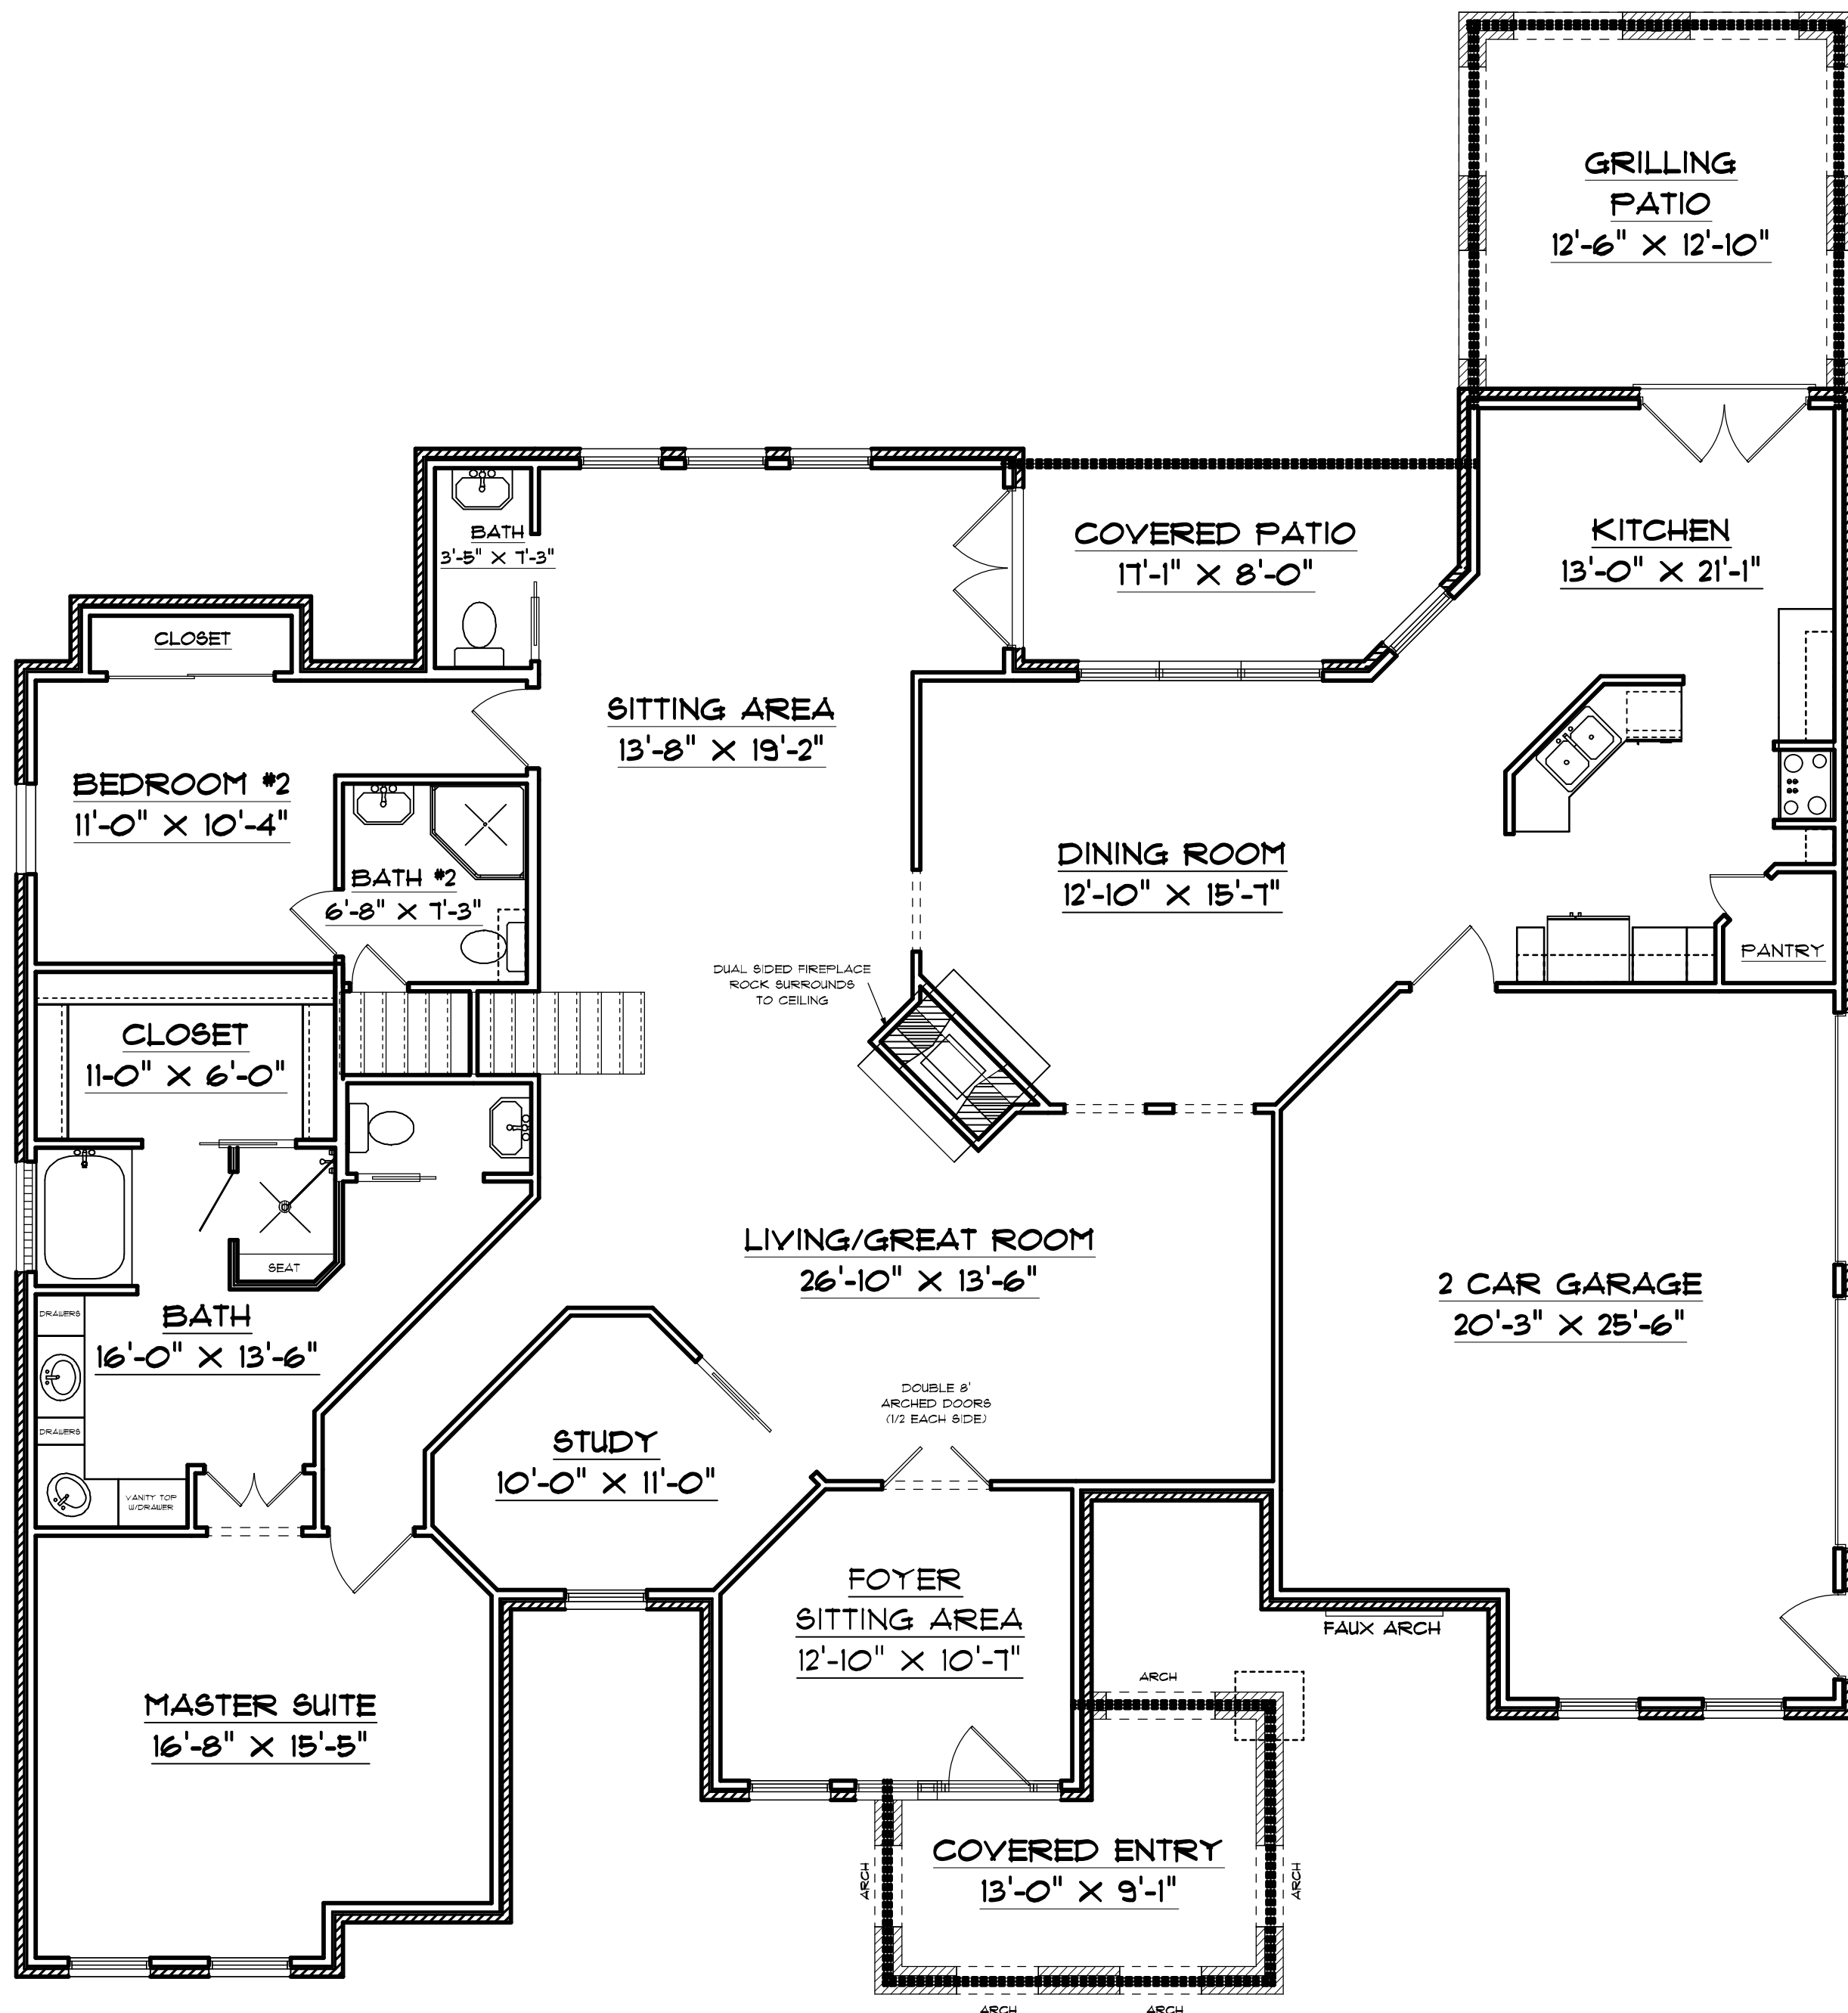 GRILLING
PATIO
12'-6" X 12'-10"
BATH
3'-5" X 7'-3"
COVERED PATIO
17'-1" X 8'-0"
KITCHEN
13'-0" X 21'-1"
CLOSET
SITTING AREA
13'-8" X 19'-2"
BEDROOM #2
11'-0" X 10'-4"
BATH #2
6'-8" X 7'-3"
DINING ROOM
12'-10" X 15'-7"
PANTRY
DUAL SIDED FIREPLACE
ROCK SURROUNDS
TO CEILING
CLOSET
11-0" X 6'-0"
SEAT
LIVING/GREAT ROOM
26'-10" X 13'-6"
2 CAR GARAGE
20'-3" X 25'-6"
DRAWERS
BATH
16'-0" X 13'-6"
DRAWERS
VANITY TOP
W/DRAWER
DOUBLE 8'
ARCHED DOORS
(1/2 EACH SIDE)
STUDY
10'-0" X 11'-0"
FOYER
SITTING AREA
12'-10" X 10'-7"
FAUX ARCH
ARCH
MASTER SUITE
16'-8" X 15'-5"
COVERED ENTRY
13'-0" X 9'-1"
ARCH
ARCH
ARCH
ARCH